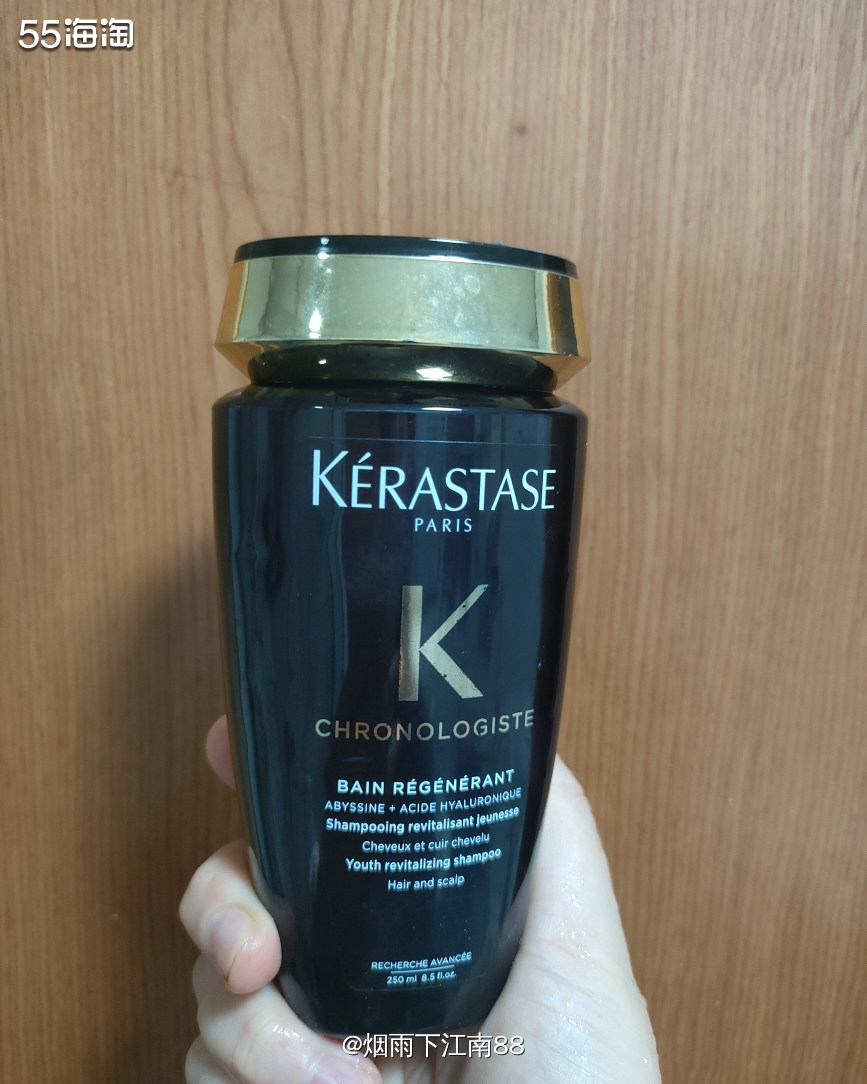 55海淘
KÉRASTASE
PARIS
K
CHRONOLOGISTE
BAIN RÉGÉNÉRANT
ABYSSINE + ACIDE HYALURONIQUE
Shampooing revitalisant jeunesse
Cheveux et cuir chevelu
Youth revitalizing shampoo
Hair and scalp
RECHERCHE AVANCÉE
250 ml 8.5 fl.oz.
@烟雨下江南88